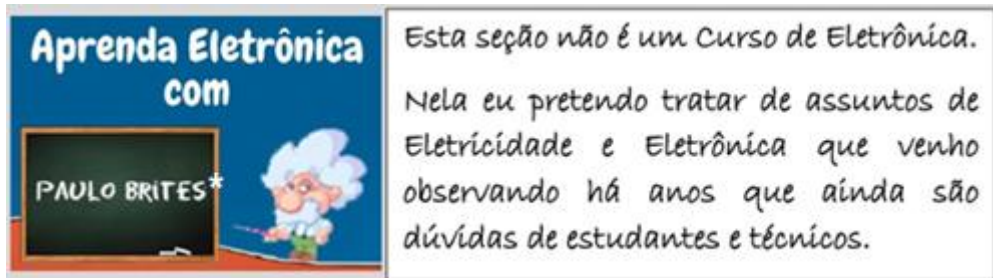 Aprenda Eletrônica
com
PAULO BRITES*
Esta seção não é um Curso de Eletrônica.
Nela eu pretendo tratar de assuntos de
Eletricidade e Eletrônica que venho
observando há anos que ainda são
dúvidas de estudantes e técnicos.